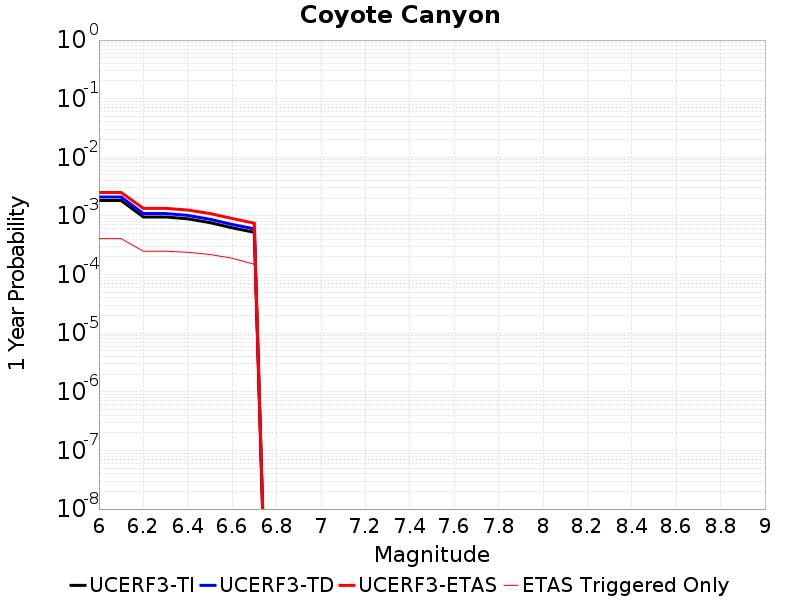 Coyote Canyon
1 Year Probability
10^0
10^-1
10^-2
10^-3
10^-4
10^-5
10^-6
10^-7
10^-8
6 6.2 6.4 6.6 6.8 7 7.2 7.4 7.6 7.8 8 8.2 8.4 8.6 8.8 9
Magnitude
UCERF3-TI UCERF3-TD UCERF3-ETAS ETAS Triggered Only